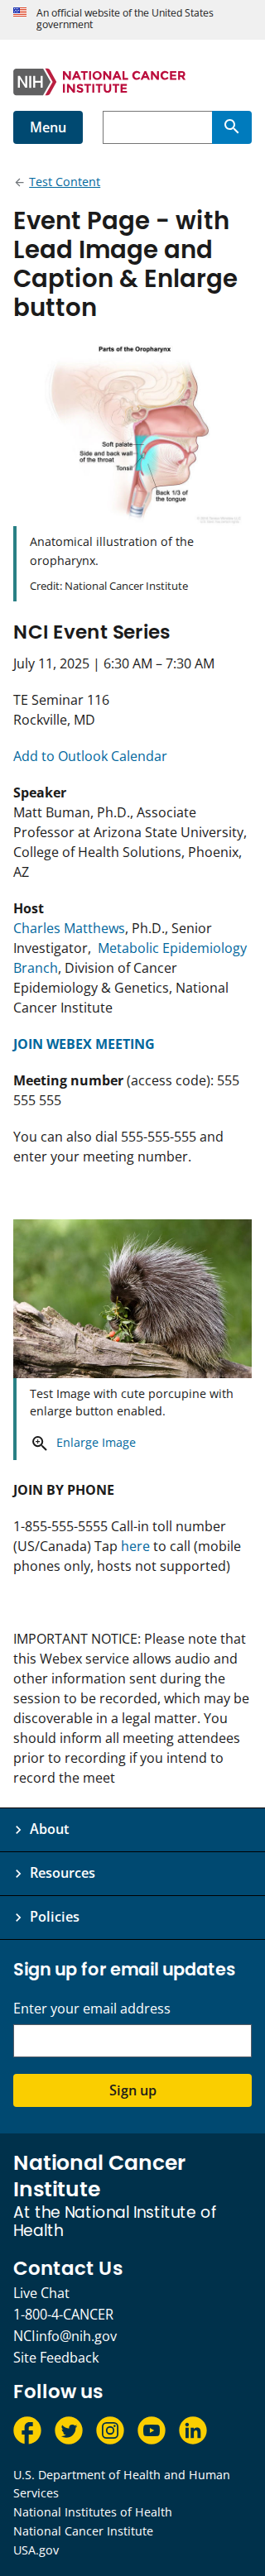 An official website of the United States
government
NIH NATIONAL CANCER
INSTITUTE
Menu
Test Content
Event Page - with
Lead Image and
Caption & Enlarge
button
Parts of the Oropharynx
Soft palate
Side and back wall
of the throat
Tonsil
Back 1/3 of
the tongue
Anatomical illustration of the
oropharynx.
Credit: National Cancer Institute
NCI Event Series
July 11, 2025 | 6:30 AM – 7:30 AM
TE Seminar 116
Rockville, MD
Add to Outlook Calendar
Speaker
Matt Buman, Ph.D., Associate
Professor at Arizona State University,
College of Health Solutions, Phoenix,
AZ
Host
Charles Matthews, Ph.D., Senior
Investigator,  Metabolic Epidemiology
Branch, Division of Cancer
Epidemiology & Genetics, National
Cancer Institute
JOIN WEBEX MEETING
Meeting number (access code): 555
555 555
You can also dial 555-555-555 and
enter your meeting number.
Test Image with cute porcupine with
enlarge button enabled.
Enlarge Image
JOIN BY PHONE
1-855-555-5555 Call-in toll number
(US/Canada) Tap here to call (mobile
phones only, hosts not supported)
IMPORTANT NOTICE: Please note that
this Webex service allows audio and
other information sent during the
session to be recorded, which may be
discoverable in a legal matter. You
should inform all meeting attendees
prior to recording if you intend to
record the meet
About
Resources
Policies
Sign up for email updates
Enter your email address
Sign up
National Cancer
Institute
At the National Institute of
Health
Contact Us
Live Chat
1-800-4-CANCER
NCIinfo@nih.gov
Site Feedback
Follow us
U.S. Department of Health and Human
Services
National Institutes of Health
National Cancer Institute
USA.gov